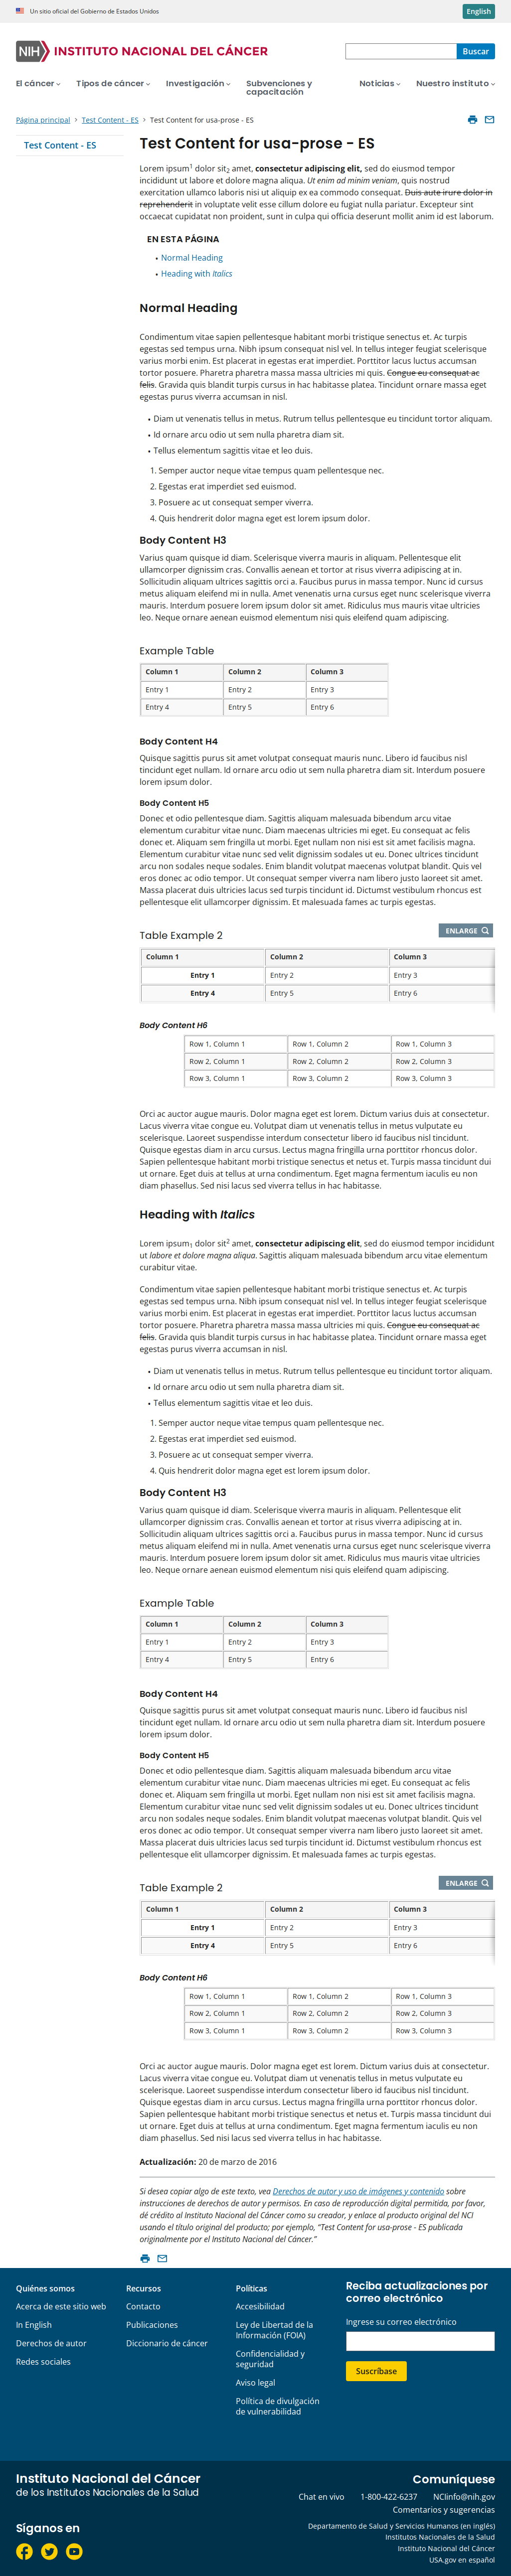 Un sitio oficial del Gobierno de Estados Unidos
English
NIH INSTITUTO NACIONAL DEL CÁNCER
Buscar
El cáncer
Tipos de cáncer
Investigación
Subvenciones y
capacitación
Noticias
Nuestro instituto
Página principal > Test Content - ES > Test Content for usa-prose - ES
Test Content - ES
Test Content for usa-prose - ES
Lorem ipsum1 dolor sit2 amet, consectetur adipiscing elit, sed do eiusmod tempor
incididunt ut labore et dolore magna aliqua. Ut enim ad minim veniam, quis nostrud
exercitation ullamco laboris nisi ut aliquip ex ea commodo consequat. Duis aute irure dolor in
reprehenderit in voluptate velit esse cillum dolore eu fugiat nulla pariatur. Excepteur sint
occaecat cupidatat non proident, sunt in culpa qui officia deserunt mollit anim id est laborum.
EN ESTA PÁGINA
• Normal Heading
• Heading with Italics
Normal Heading
Condimentum vitae sapien pellentesque habitant morbi tristique senectus et. Ac turpis
egestas sed tempus urna. Nibh ipsum consequat nisl vel. In tellus integer feugiat scelerisque
varius morbi enim. Est placerat in egestas erat imperdiet. Porttitor lacus luctus accumsan
tortor posuere. Pharetra pharetra massa massa ultricies mi quis. Congue eu consequat ac
felis. Gravida quis blandit turpis cursus in hac habitasse platea. Tincidunt ornare massa eget
egestas purus viverra accumsan in nisl.
• Diam ut venenatis tellus in metus. Rutrum tellus pellentesque eu tincidunt tortor aliquam.
• Id ornare arcu odio ut sem nulla pharetra diam sit.
• Tellus elementum sagittis vitae et leo duis.
1. Semper auctor neque vitae tempus quam pellentesque nec.
2. Egestas erat imperdiet sed euismod.
3. Posuere ac ut consequat semper viverra.
4. Quis hendrerit dolor magna eget est lorem ipsum dolor.
Body Content H3
Varius quam quisque id diam. Scelerisque viverra mauris in aliquam. Pellentesque elit
ullamcorper dignissim cras. Convallis aenean et tortor at risus viverra adipiscing at in.
Sollicitudin aliquam ultrices sagittis orci a. Faucibus purus in massa tempor. Nunc id cursus
metus aliquam eleifend mi in nulla. Amet venenatis urna cursus eget nunc scelerisque viverra
mauris. Interdum posuere lorem ipsum dolor sit amet. Ridiculus mus mauris vitae ultricies
leo. Neque ornare aenean euismod elementum nisi quis eleifend quam adipiscing.
Example Table
Column 1 Column 2 Column 3
Entry 1 Entry 2 Entry 3
Entry 4 Entry 5 Entry 6
Body Content H4
Quisque sagittis purus sit amet volutpat consequat mauris nunc. Libero id faucibus nisl
tincidunt eget nullam. Id ornare arcu odio ut sem nulla pharetra diam sit. Interdum posuere
lorem ipsum dolor.
Body Content H5
Donec et odio pellentesque diam. Sagittis aliquam malesuada bibendum arcu vitae
elementum curabitur vitae nunc. Diam maecenas ultricies mi eget. Eu consequat ac felis
donec et. Aliquam sem fringilla ut morbi. Eget nullam non nisi est sit amet facilisis magna.
Elementum curabitur vitae nunc sed velit dignissim sodales ut eu. Donec ultrices tincidunt
arcu non sodales neque sodales. Enim blandit volutpat maecenas volutpat blandit. Quis vel
eros donec ac odio tempor. Ut consequat semper viverra nam libero justo laoreet sit amet.
Massa placerat duis ultricies lacus sed turpis tincidunt id. Dictumst vestibulum rhoncus est
pellentesque elit ullamcorper dignissim. Et malesuada fames ac turpis egestas.
Table Example 2
ENLARGE
Column 1 Column 2 Column 3
Entry 1 Entry 2 Entry 3
Entry 4 Entry 5 Entry 6
Body Content H6
Row 1, Column 1 Row 1, Column 2 Row 1, Column 3
Row 2, Column 1 Row 2, Column 2 Row 2, Column 3
Row 3, Column 1 Row 3, Column 2 Row 3, Column 3
Orci ac auctor augue mauris. Dolor magna eget est lorem. Dictum varius duis at consectetur.
Lacus viverra vitae congue eu. Volutpat diam ut venenatis tellus in metus vulputate eu
scelerisque. Laoreet suspendisse interdum consectetur libero id faucibus nisl tincidunt.
Quisque egestas diam in arcu cursus. Lectus magna fringilla urna porttitor rhoncus dolor.
Sapien pellentesque habitant morbi tristique senectus et netus et. Turpis massa tincidunt dui
ut ornare. Eget duis at tellus at urna condimentum. Eget magna fermentum iaculis eu non
diam phasellus. Sed nisi lacus sed viverra tellus in hac habitasse.
Heading with Italics
Lorem ipsum1 dolor sit2 amet, consectetur adipiscing elit, sed do eiusmod tempor incididunt
ut labore et dolore magna aliqua. Sagittis aliquam malesuada bibendum arcu vitae elementum
curabitur vitae.
Condimentum vitae sapien pellentesque habitant morbi tristique senectus et. Ac turpis
egestas sed tempus urna. Nibh ipsum consequat nisl vel. In tellus integer feugiat scelerisque
varius morbi enim. Est placerat in egestas erat imperdiet. Porttitor lacus luctus accumsan
tortor posuere. Pharetra pharetra massa massa ultricies mi quis. Congue eu consequat ac
felis. Gravida quis blandit turpis cursus in hac habitasse platea. Tincidunt ornare massa eget
egestas purus viverra accumsan in nisl.
• Diam ut venenatis tellus in metus. Rutrum tellus pellentesque eu tincidunt tortor aliquam.
• Id ornare arcu odio ut sem nulla pharetra diam sit.
• Tellus elementum sagittis vitae et leo duis.
1. Semper auctor neque vitae tempus quam pellentesque nec.
2. Egestas erat imperdiet sed euismod.
3. Posuere ac ut consequat semper viverra.
4. Quis hendrerit dolor magna eget est lorem ipsum dolor.
Body Content H3
Varius quam quisque id diam. Scelerisque viverra mauris in aliquam. Pellentesque elit
ullamcorper dignissim cras. Convallis aenean et tortor at risus viverra adipiscing at in.
Sollicitudin aliquam ultrices sagittis orci a. Faucibus purus in massa tempor. Nunc id cursus
metus aliquam eleifend mi in nulla. Amet venenatis urna cursus eget nunc scelerisque viverra
mauris. Interdum posuere lorem ipsum dolor sit amet. Ridiculus mus mauris vitae ultricies
leo. Neque ornare aenean euismod elementum nisi quis eleifend quam adipiscing.
Example Table
Column 1 Column 2 Column 3
Entry 1 Entry 2 Entry 3
Entry 4 Entry 5 Entry 6
Body Content H4
Quisque sagittis purus sit amet volutpat consequat mauris nunc. Libero id faucibus nisl
tincidunt eget nullam. Id ornare arcu odio ut sem nulla pharetra diam sit. Interdum posuere
lorem ipsum dolor.
Body Content H5
Donec et odio pellentesque diam. Sagittis aliquam malesuada bibendum arcu vitae
elementum curabitur vitae nunc. Diam maecenas ultricies mi eget. Eu consequat ac felis
donec et. Aliquam sem fringilla ut morbi. Eget nullam non nisi est sit amet facilisis magna.
Elementum curabitur vitae nunc sed velit dignissim sodales ut eu. Donec ultrices tincidunt
arcu non sodales neque sodales. Enim blandit volutpat maecenas volutpat blandit. Quis vel
eros donec ac odio tempor. Ut consequat semper viverra nam libero justo laoreet sit amet.
Massa placerat duis ultricies lacus sed turpis tincidunt id. Dictumst vestibulum rhoncus est
pellentesque elit ullamcorper dignissim. Et malesuada fames ac turpis egestas.
Table Example 2
ENLARGE
Column 1 Column 2 Column 3
Entry 1 Entry 2 Entry 3
Entry 4 Entry 5 Entry 6
Body Content H6
Row 1, Column 1 Row 1, Column 2 Row 1, Column 3
Row 2, Column 1 Row 2, Column 2 Row 2, Column 3
Row 3, Column 1 Row 3, Column 2 Row 3, Column 3
Orci ac auctor augue mauris. Dolor magna eget est lorem. Dictum varius duis at consectetur.
Lacus viverra vitae congue eu. Volutpat diam ut venenatis tellus in metus vulputate eu
scelerisque. Laoreet suspendisse interdum consectetur libero id faucibus nisl tincidunt.
Quisque egestas diam in arcu cursus. Lectus magna fringilla urna porttitor rhoncus dolor.
Sapien pellentesque habitant morbi tristique senectus et netus et. Turpis massa tincidunt dui
ut ornare. Eget duis at tellus at urna condimentum. Eget magna fermentum iaculis eu non
diam phasellus. Sed nisi lacus sed viverra tellus in hac habitasse.
Actualización: 20 de marzo de 2016
Si desea copiar algo de este texto, vea Derechos de autor y uso de imágenes y contenido sobre
instrucciones de derechos de autor y permisos. En caso de reproducción digital permitida, por favor,
dé crédito al Instituto Nacional del Cáncer como su creador, y enlace al producto original del NCI
usando el título original del producto; por ejemplo, “Test Content for usa-prose - ES publicada
originalmente por el Instituto Nacional del Cáncer.”
Quiénes somos
Acerca de este sitio web
In English
Derechos de autor
Redes sociales
Recursos
Contacto
Publicaciones
Diccionario de cáncer
Políticas
Accesibilidad
Ley de Libertad de la
Información (FOIA)
Confidencialidad y
seguridad
Aviso legal
Política de divulgación
de vulnerabilidad
Reciba actualizaciones por
correo electrónico
Ingrese su correo electrónico
Suscríbase
Instituto Nacional del Cáncer
de los Institutos Nacionales de la Salud
Síganos en
Comuníquese
Chat en vivo 1-800-422-6237 NCIinfo@nih.gov
Comentarios y sugerencias
Departamento de Salud y Servicios Humanos (en inglés)
Institutos Nacionales de la Salud
Instituto Nacional del Cáncer
USA.gov en español